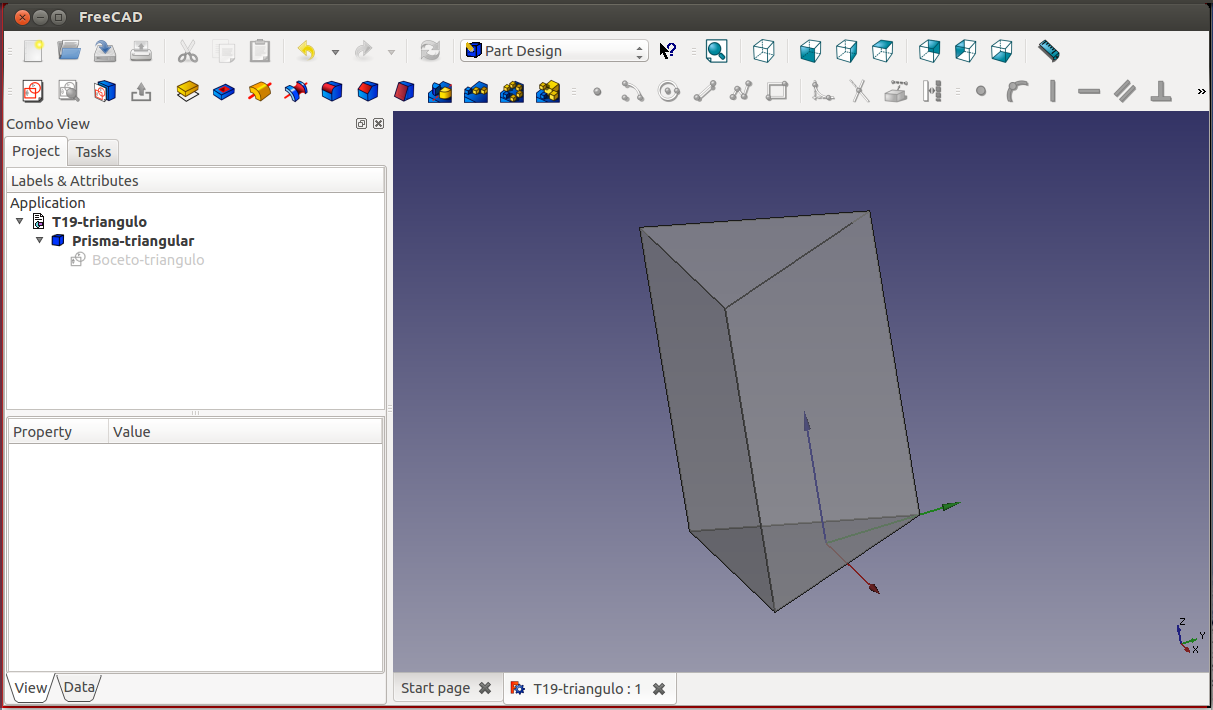 FreeCAD
Part Design
»
Combo View
Project Tasks
Labels & Attributes
Application
T19-triangulo
Prisma-triangular
Boceto-triangulo
Property Value
View Data
Start page T19-triangulo : 1
Z
Y
X